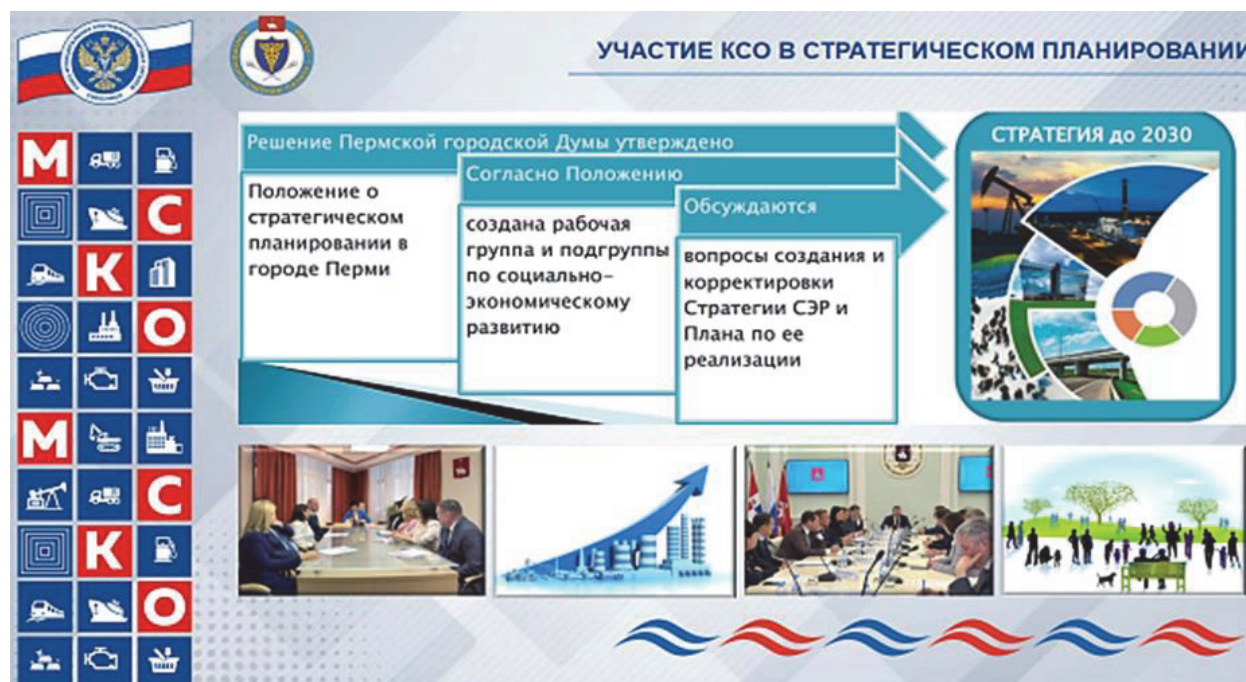 УЧАСТИЕ КСО В СТРАТЕГИЧЕСКОМ ПЛАНИРОВАНИИ
Решение Пермской городской Думы утверждено
Положение о
стратегическом
планировании в
городе Перми
Согласно Положению
создана рабочая
группа и подгруппы
по социально-
экономическому
развитию
Обсуждаются
вопросы создания и
корректировки
Стратегии СЭР и
Плана по ее
реализации
СТРАТЕГИЯ до 2030
М
С
К
О
М
С
К
О